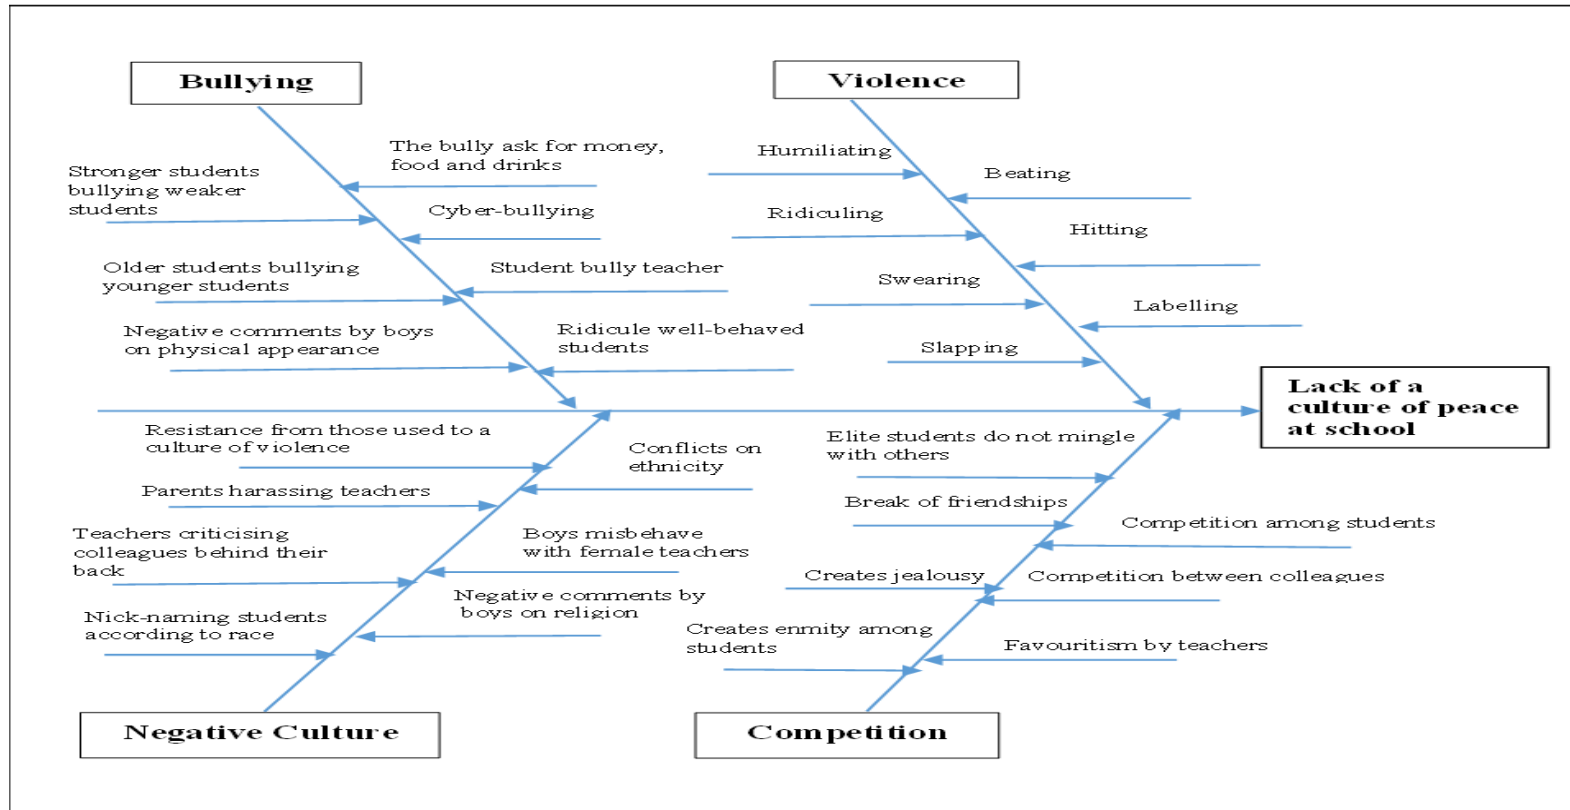 Bullying
Violence
The bully ask for money,
food and drinks
Stronger students
bullying weaker
students
Cyber-bullying
Older students bullying
younger students
Student bully teacher
Negative comments by boys
on physical appearance
Ridicule well-behaved
students
Humiliating
Beating
Ridiculing
Hitting
Swearing
Labelling
Slapping
Lack of a
culture of peace
at school
Resistance from those used to a
culture of violence
Conflicts on
ethnicity
Parents harassing teachers
Teachers criticising
colleagues behind their
back
Boys misbehave
with female teachers
Nick-naming students
according to race
Negative comments by
boys on religion
Elite students do not mingle
with others
Break of friendships
Competition among students
Creates jealousy
Competition between colleagues
Creates enmity among
students
Favouritism by teachers
Negative Culture
Competition